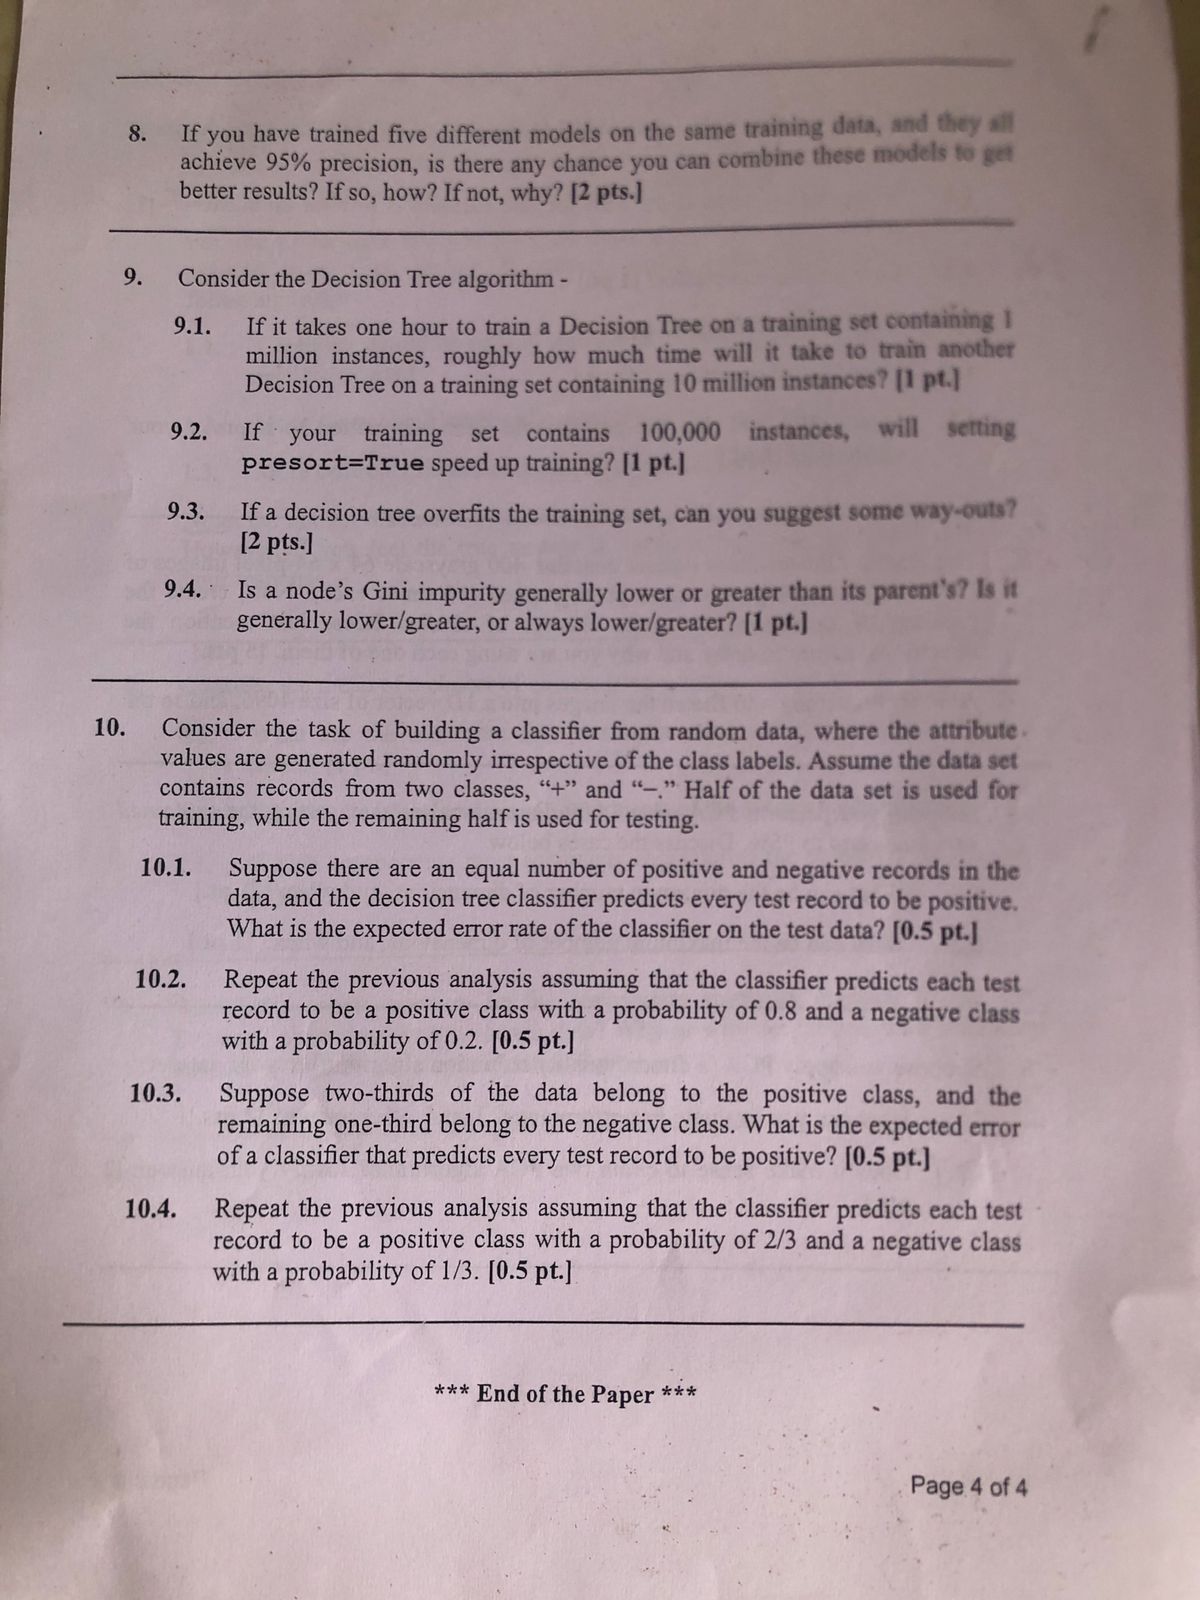 8. If you have trained five different models on the same training data, and they all
achieve 95% precision, is there any chance you can combine these models to get
better results? If so, how? If not, why? [2 pts.]
9. Consider the Decision Tree algorithm -
9.1. If it takes one hour to train a Decision Tree on a training set containing 1
million instances, roughly how much time will it take to train another
Decision Tree on a training set containing 10 million instances? [1 pt.]
9.2. If your training set contains 100,000 instances, will setting
presort=True speed up training? [1 pt.]
9.3. If a decision tree overfits the training set, can you suggest some way-outs?
[2 pts.]
9.4. Is a node's Gini impurity generally lower or greater than its parent's? Is it
generally lower/greater, or always lower/greater? [1 pt.]
10. Consider the task of building a classifier from random data, where the attribute
values are generated randomly irrespective of the class labels. Assume the data set
contains records from two classes, “+” and “−.” Half of the data set is used for
training, while the remaining half is used for testing.
10.1. Suppose there are an equal number of positive and negative records in the
data, and the decision tree classifier predicts every test record to be positive.
What is the expected error rate of the classifier on the test data? [0.5 pt.]
10.2. Repeat the previous analysis assuming that the classifier predicts each test
record to be a positive class with a probability of 0.8 and a negative class
with a probability of 0.2. [0.5 pt.]
10.3. Suppose two-thirds of the data belong to the positive class, and the
remaining one-third belong to the negative class. What is the expected error
of a classifier that predicts every test record to be positive? [0.5 pt.]
10.4. Repeat the previous analysis assuming that the classifier predicts each test
record to be a positive class with a probability of 2/3 and a negative class
with a probability of 1/3. [0.5 pt.]
*** End of the Paper ***
Page 4 of 4